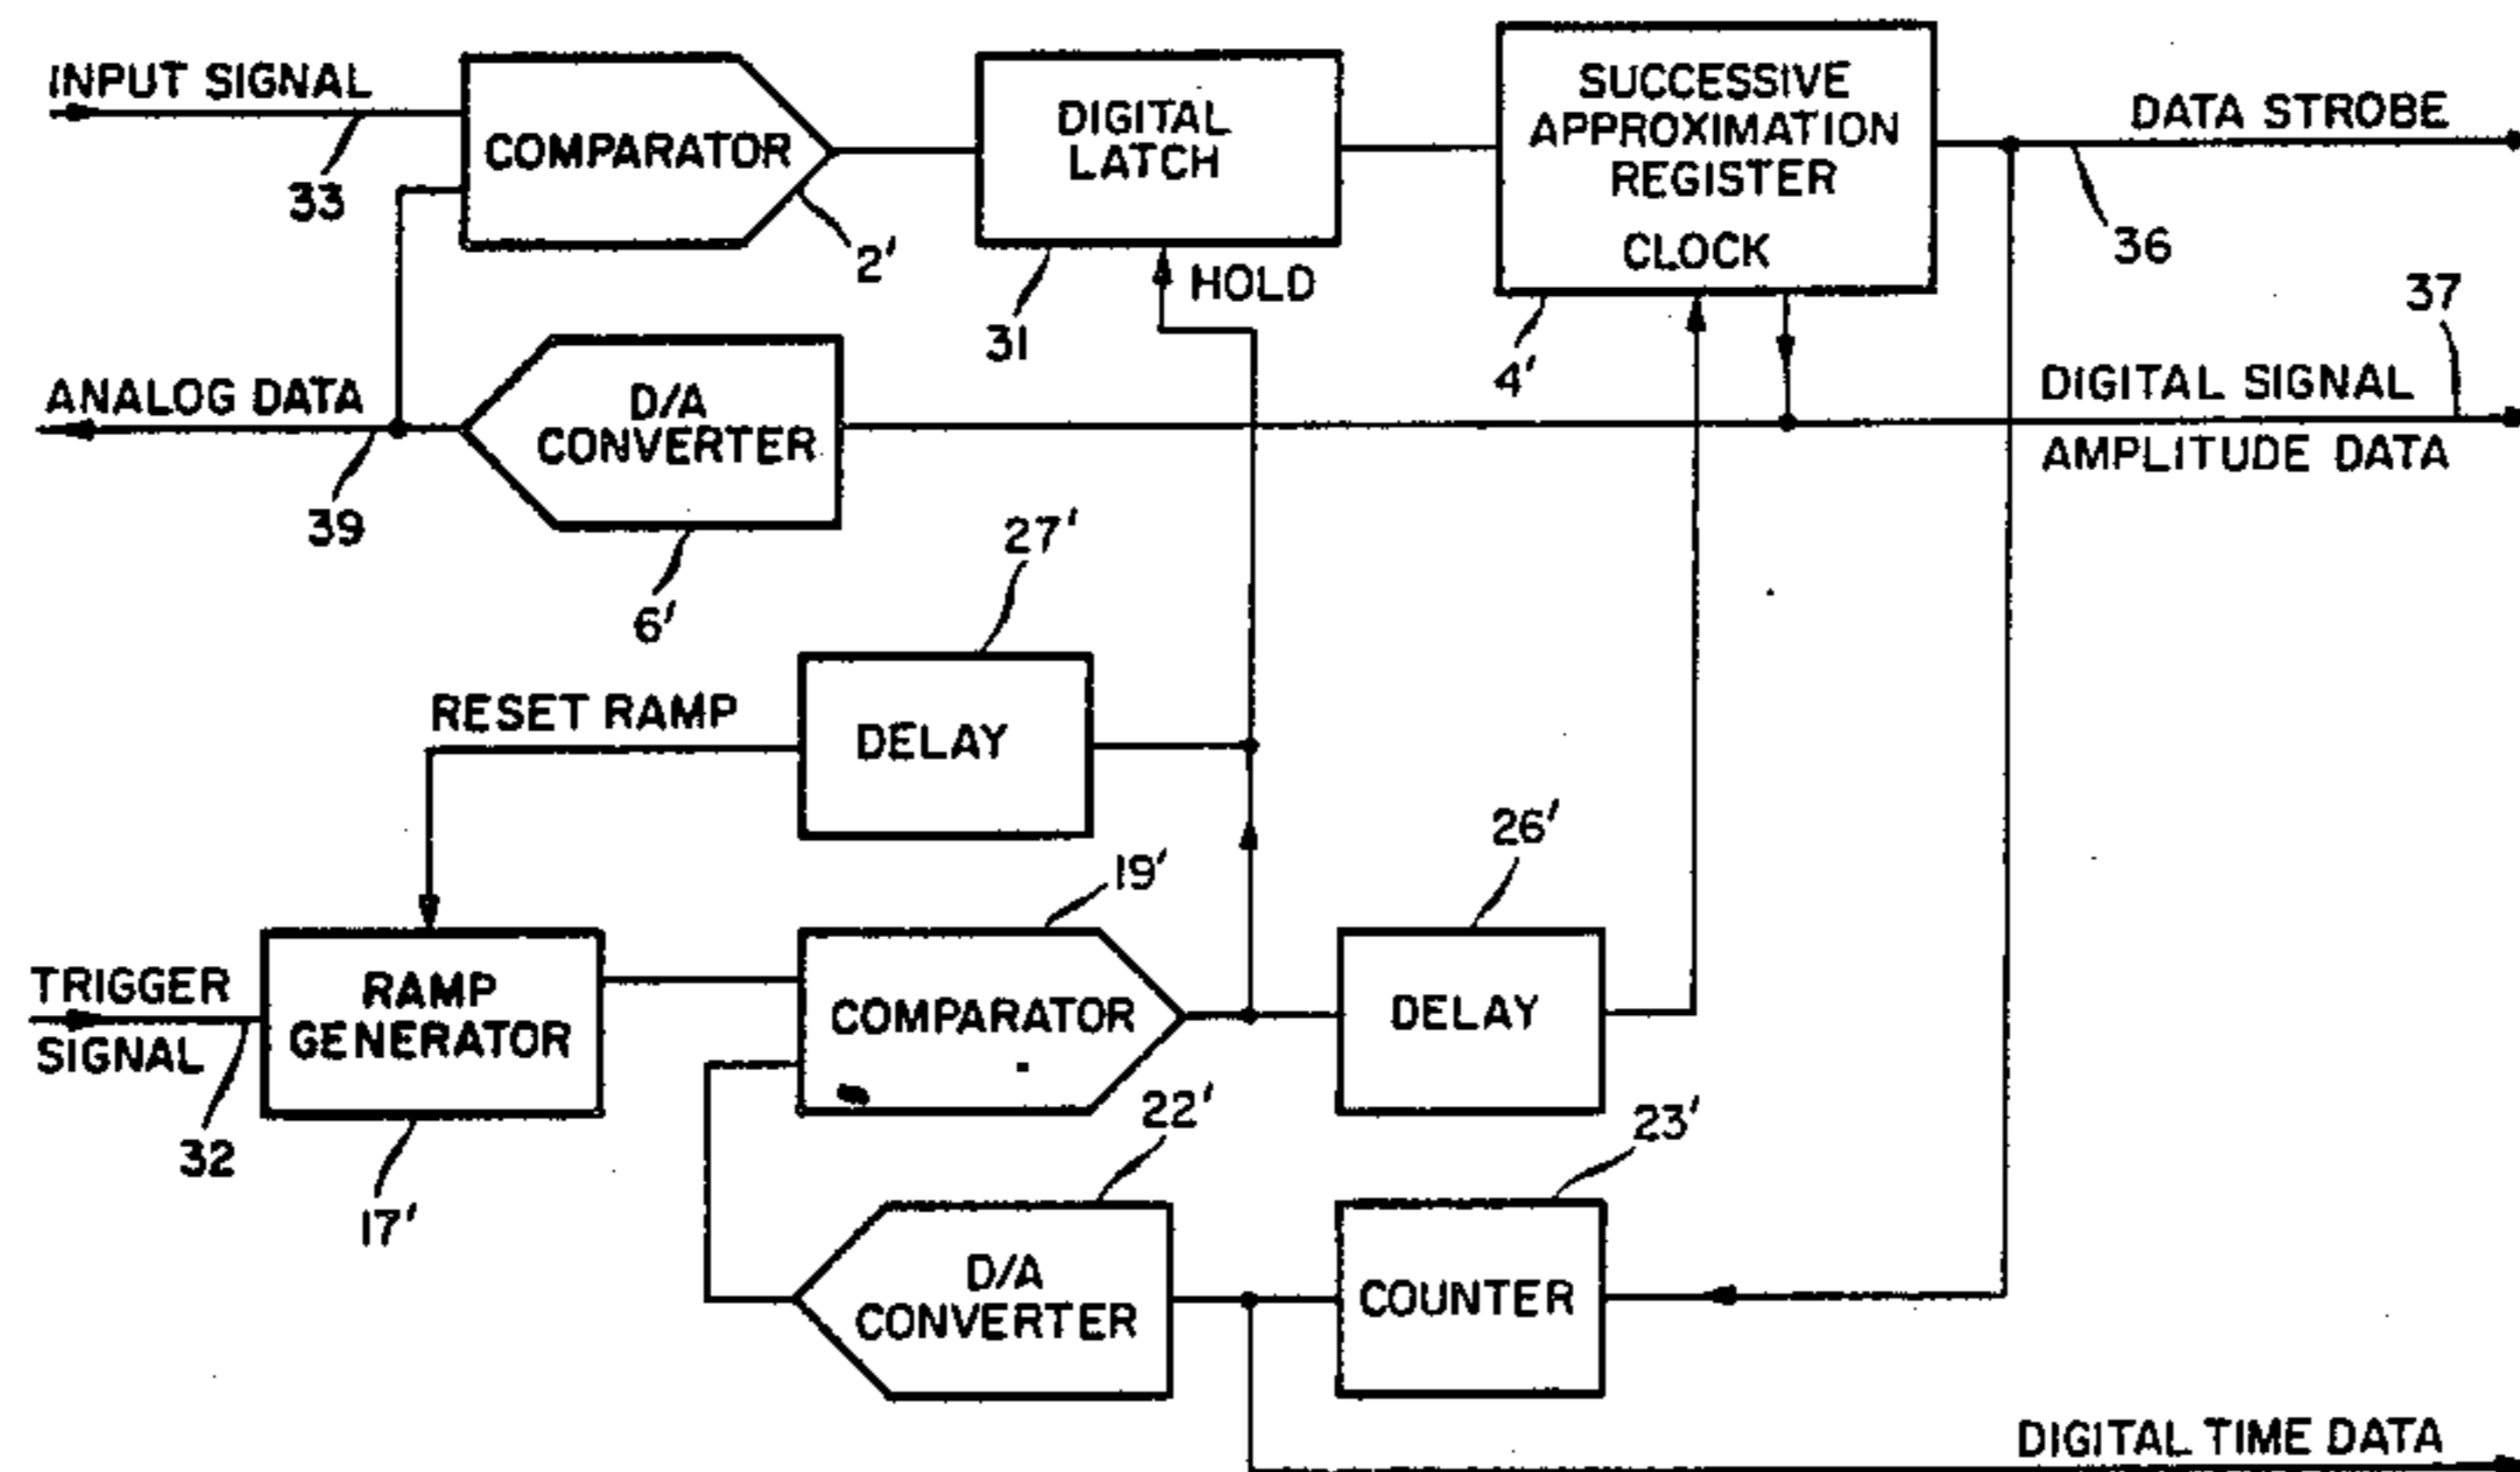 INPUT SIGNAL
33
COMPARATOR
2'
DIGITAL
LATCH
31
HOLD
SUCCESSIVE
APPROXIMATION
REGISTER
CLOCK
4'
DATA STROBE
36
37
DIGITAL SIGNAL
AMPLITUDE DATA
ANALOG DATA
39
D/A
CONVERTER
6'
27'
RESET RAMP
DELAY
19'
26'
TRIGGER
SIGNAL
32
RAMP
GENERATOR
17'
COMPARATOR
DELAY
22'
23'
D/A
CONVERTER
COUNTER
DIGITAL TIME DATA